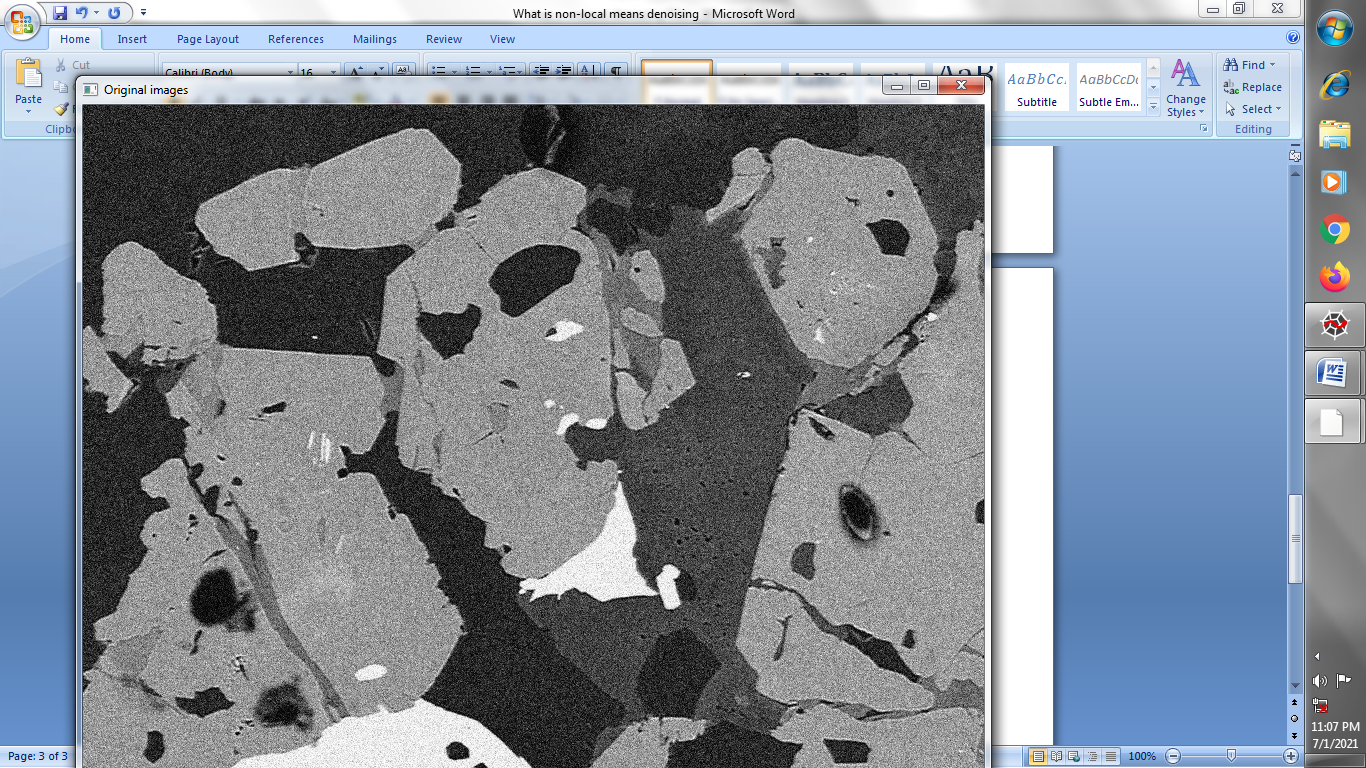 What is non-local means denoising - Microsoft Word
Home Insert Page Layout References Mailings Review View
Cut
Paste
Calibri (Body) 16
AaBbCc. AaBbCcDc
Subtitle Subtle Em...
Change Styles
Find
Replace
Select
Editing
Original images
Page: 3 of 3
100%
11:07 PM
7/1/2021